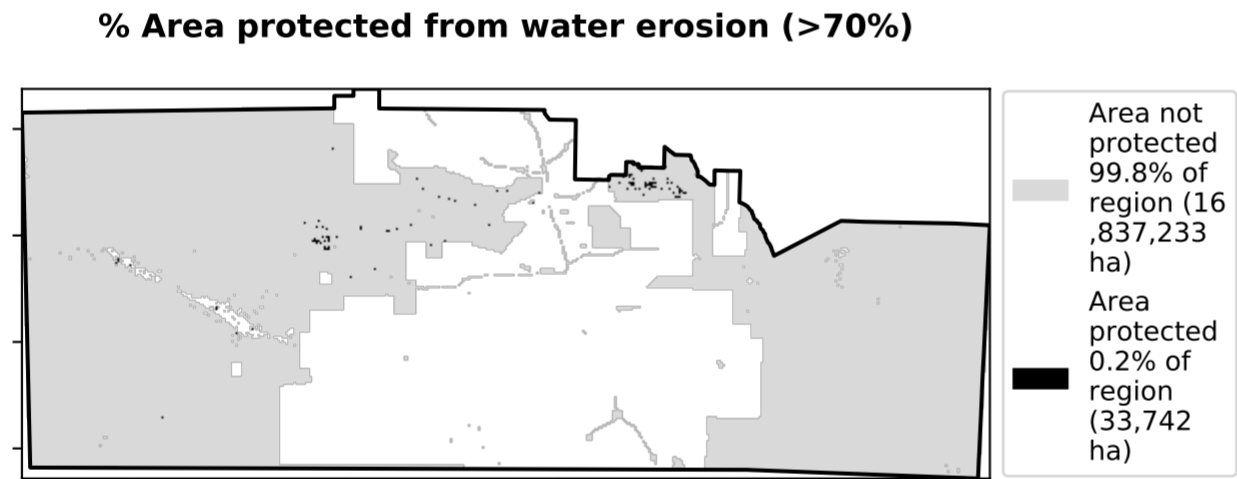 % Area protected from water erosion (>70%)
Area not
protected
99.8% of
region (16
,837,233
ha)
Area
protected
0.2% of
region
(33,742
ha)